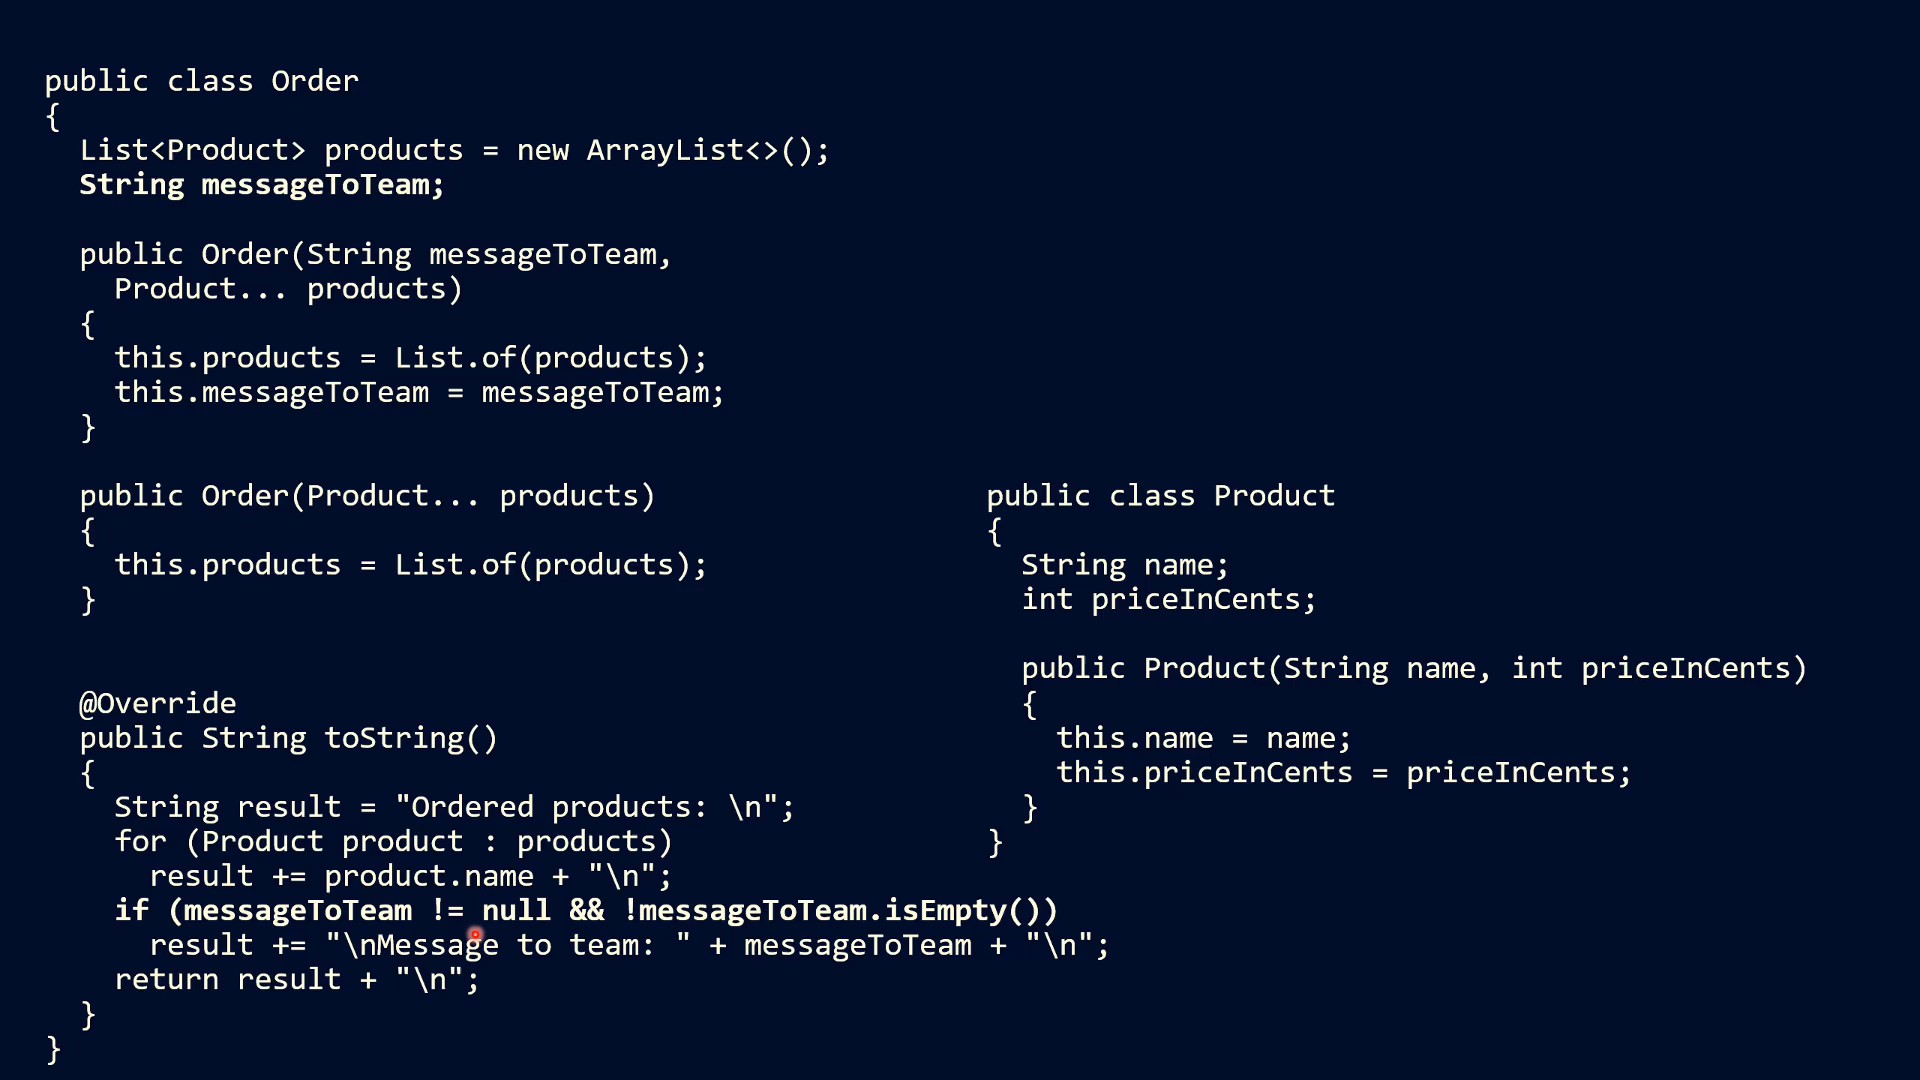 public class Order
{
  List<Product> products = new ArrayList<>();
  String messageToTeam;

  public Order(String messageToTeam,
    Product... products)
  {
    this.products = List.of(products);
    this.messageToTeam = messageToTeam;
  }

  public Order(Product... products)
  {
    this.products = List.of(products);
  }

  @Override
  public String toString()
  {
    String result = "Ordered products: \n";
    for (Product product : products)
      result += product.name + "\n";
    if (messageToTeam != null && !messageToTeam.isEmpty())
      result += "\nMessage to team: " + messageToTeam + "\n";
    return result + "\n";
  }
}

public class Product
{
  String name;
  int priceInCents;

  public Product(String name, int priceInCents)
  {
    this.name = name;
    this.priceInCents = priceInCents;
  }
}